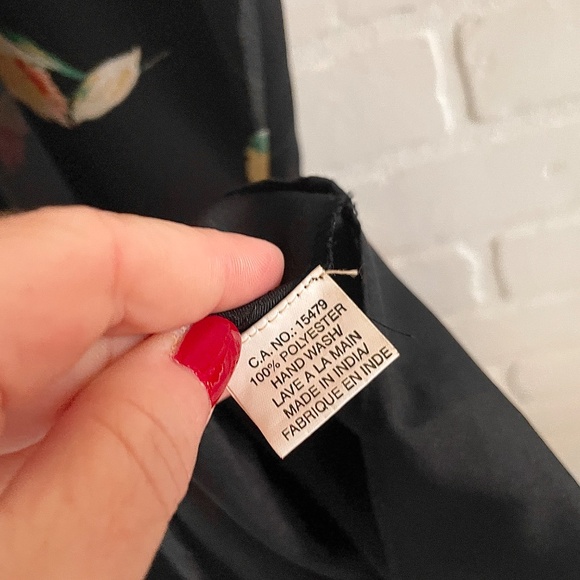 C.A. NO.: 15479
100% POLYESTER
HAND WASH/
LAVE A LA MAIN
MADE IN INDIA/
FABRIQUE EN INDE